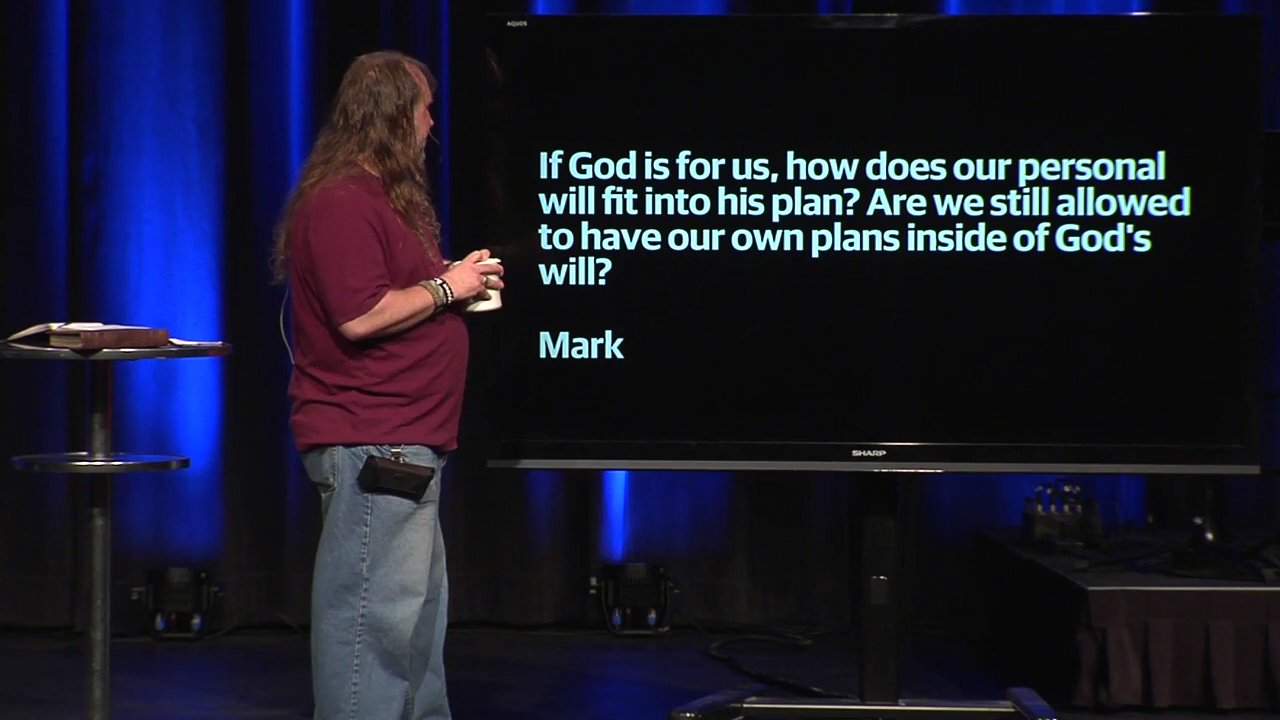 AQUOS
If God is for us, how does our personal
will fit into his plan? Are we still allowed
to have our own plans inside of God's
will?
Mark
SHARP